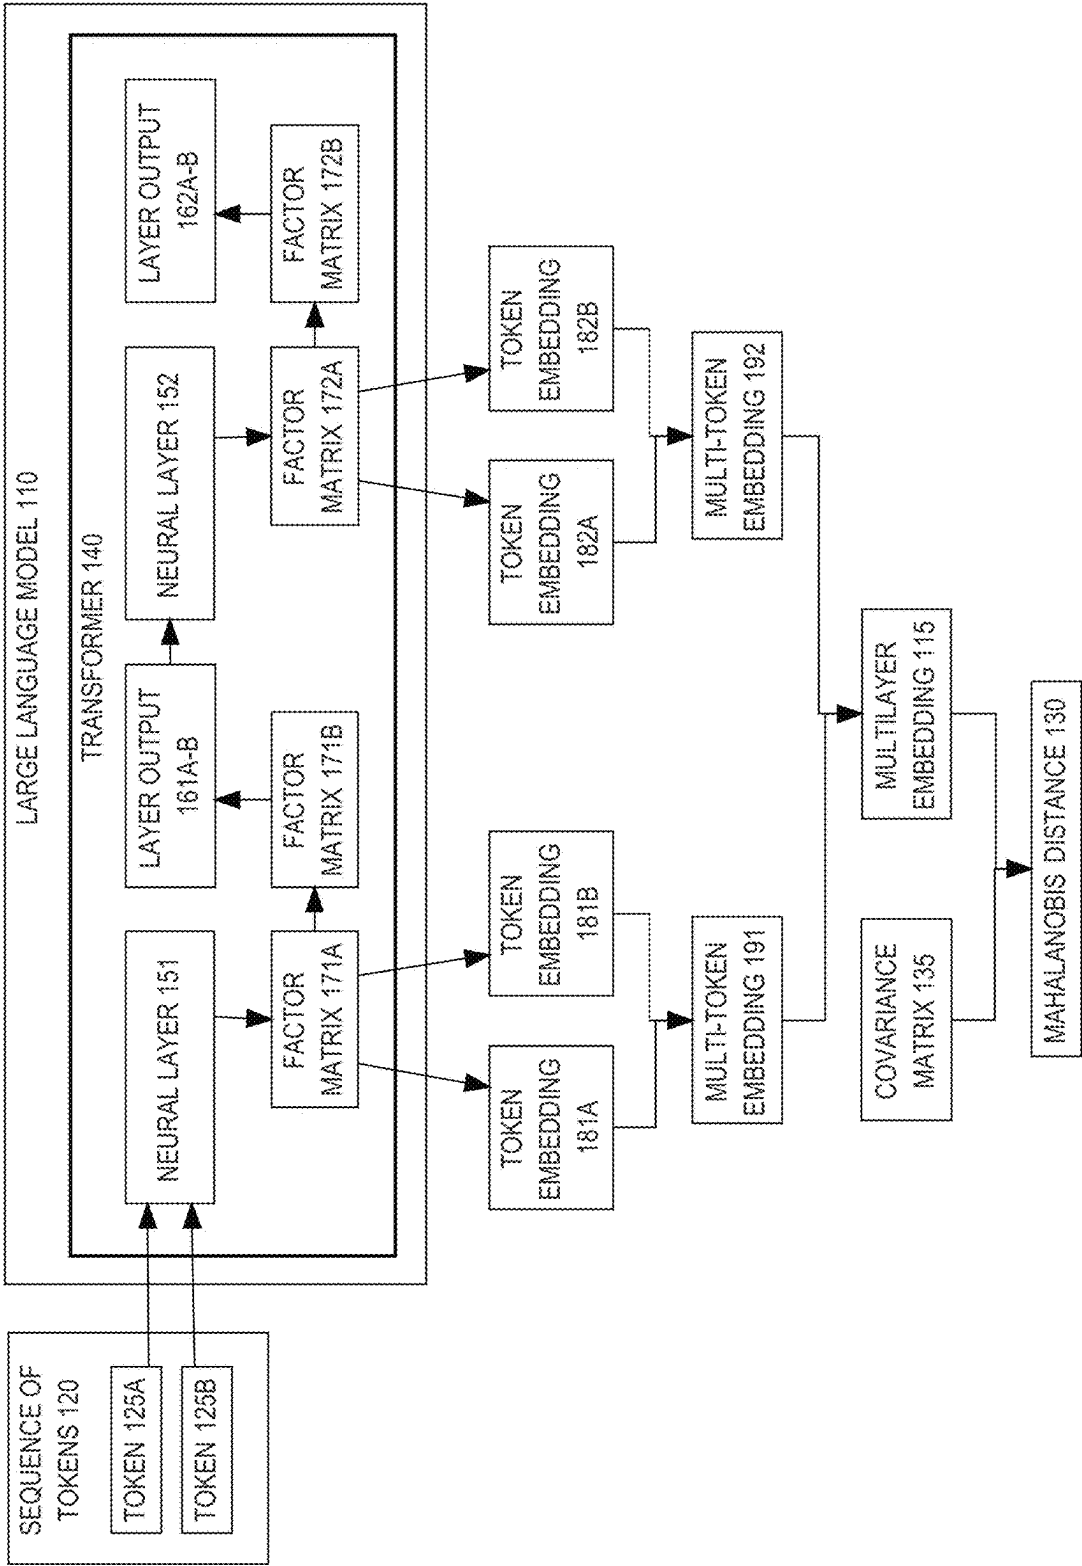 SEQUENCE OF
TOKENS 120
TOKEN 125A
TOKEN 125B
LARGE LANGUAGE MODEL 110
TRANSFORMER 140
NEURAL LAYER 151
LAYER OUTPUT
161A-B
NEURAL LAYER 152
LAYER OUTPUT
162A-B
FACTOR
MATRIX 171A
FACTOR
MATRIX 171B
FACTOR
MATRIX 172A
FACTOR
MATRIX 172B
TOKEN
EMBEDDING
181A
TOKEN
EMBEDDING
181B
TOKEN
EMBEDDING
182A
TOKEN
EMBEDDING
182B
MULTI-TOKEN
EMBEDDING 191
MULTI-TOKEN
EMBEDDING 192
COVARIANCE
MATRIX 135
MULTILAYER
EMBEDDING 115
MAHALANOBIS DISTANCE 130